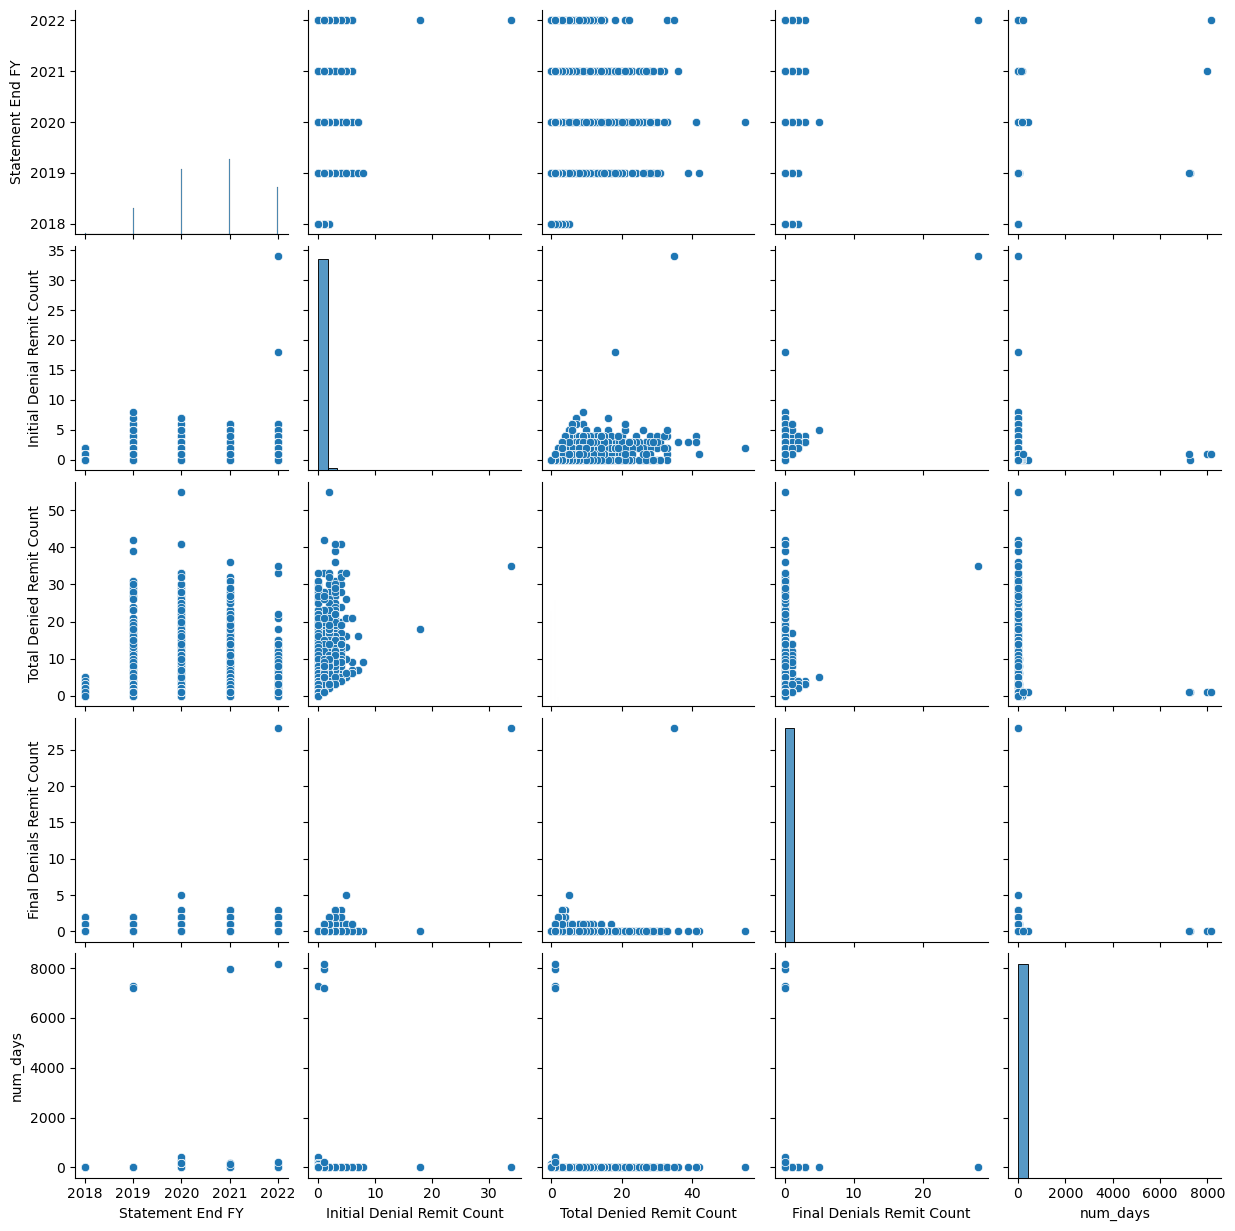 2022
2021
2020
2019
2018
Statement End FY
35
30
25
20
15
10
5
0
Initial Denial Remit Count
50
40
30
20
10
0
Total Denied Remit Count
25
20
15
10
5
0
Final Denials Remit Count
8000
6000
4000
2000
0
num_days
2018 2019 2020 2021 2022
Statement End FY
0 10 20 30
Initial Denial Remit Count
0 20 40
Total Denied Remit Count
0 10 20
Final Denials Remit Count
0 2000 4000 6000 8000
num_days